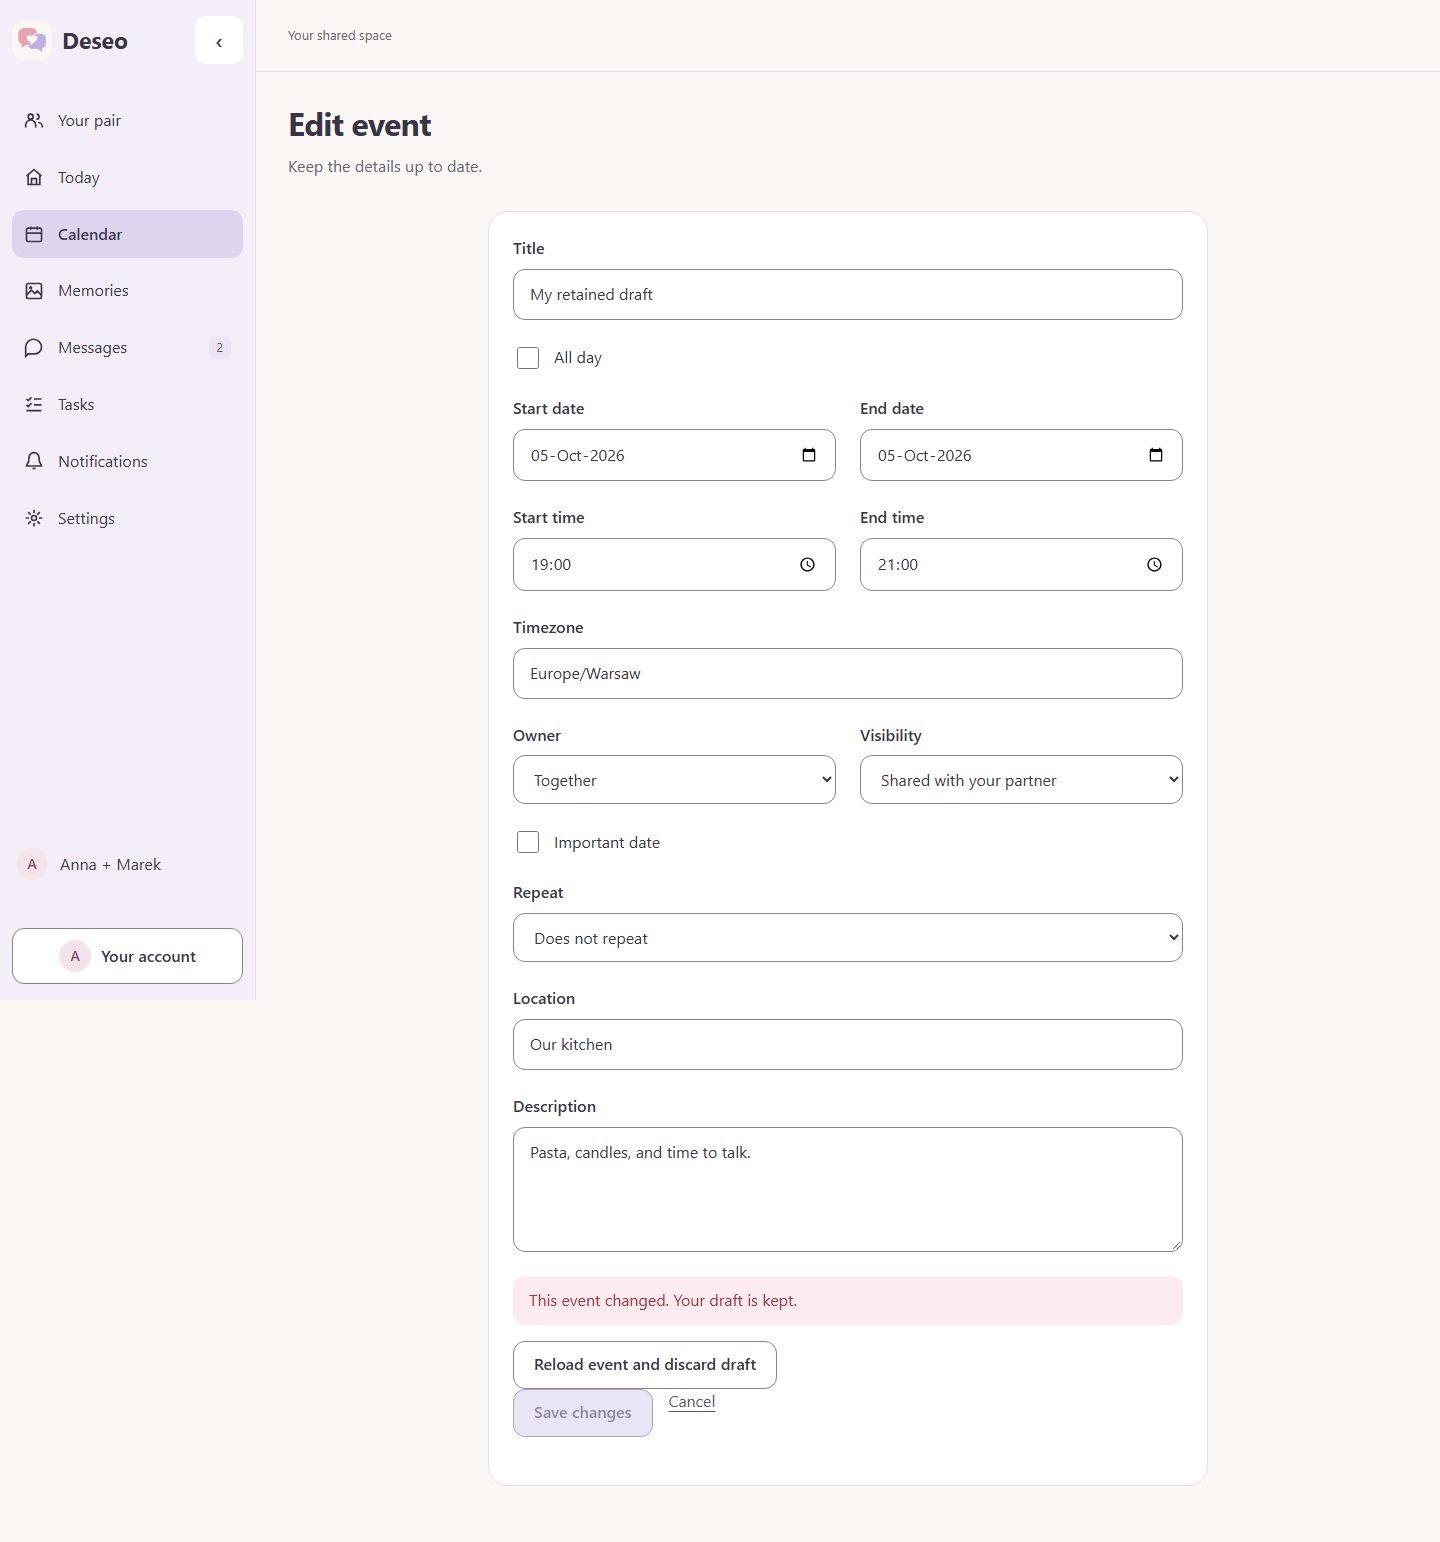 Deseo
‹
Your pair
Today
Calendar
Memories
Messages 2
Tasks
Notifications
Settings
A Anna + Marek
A Your account
Your shared space
Edit event
Keep the details up to date.
Title
My retained draft
All day
Start date End date
05-Oct-2026 05-Oct-2026
Start time End time
19:00 21:00
Timezone
Europe/Warsaw
Owner Visibility
Together Shared with your partner
Important date
Repeat
Does not repeat
Location
Our kitchen
Description
Pasta, candles, and time to talk.
This event changed. Your draft is kept.
Reload event and discard draft
Save changes Cancel